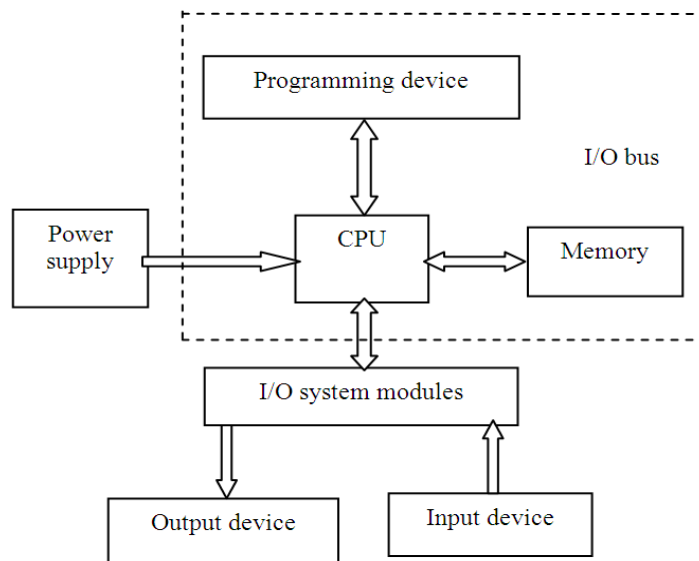 Programming device
I/O bus
Power
supply
CPU
Memory
I/O system modules
Output device
Input device